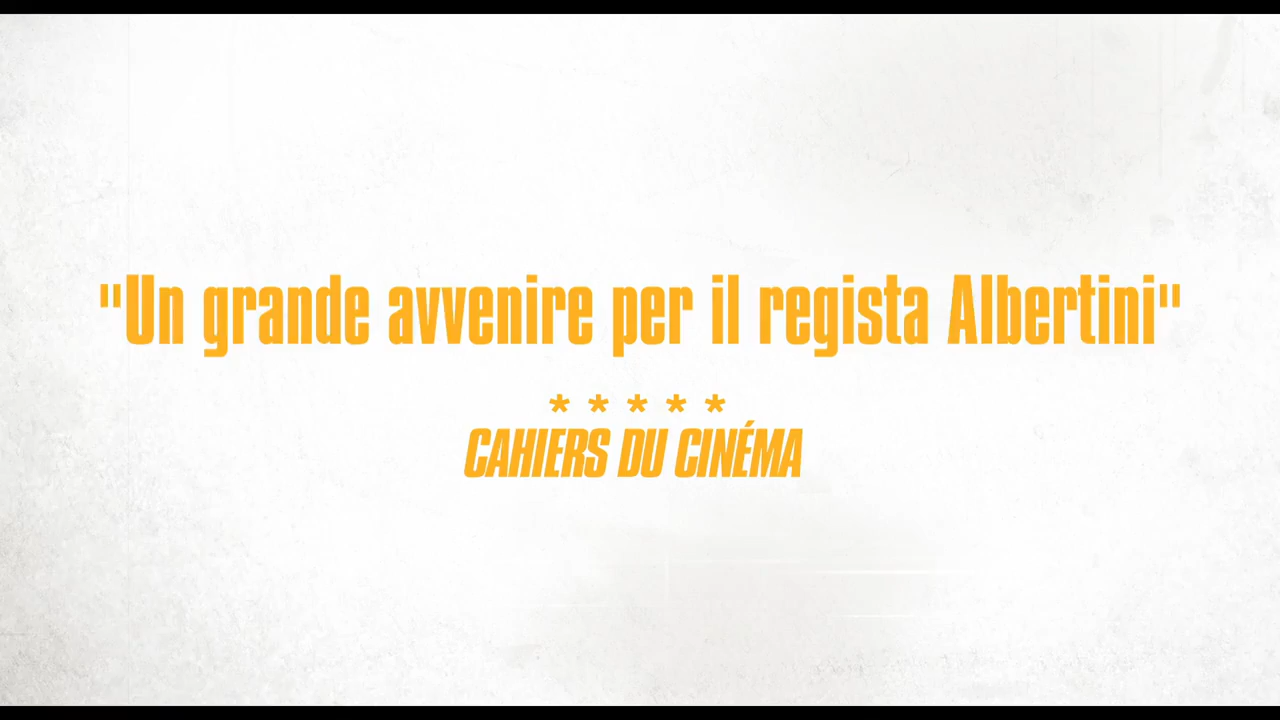 "Un grande avvenire per il regista Albertini"
* * * * *
CAHIERS DU CINÉMA